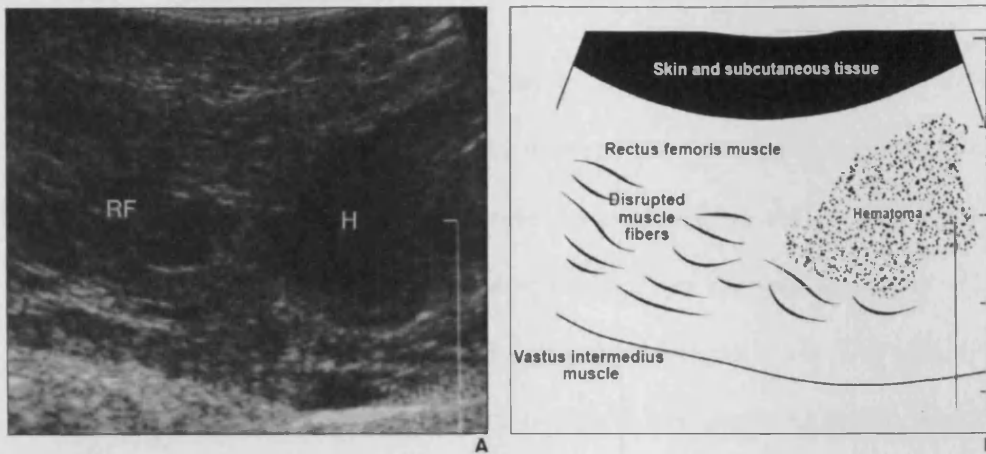 RF
H
A
Skin and subcutaneous tissue
Rectus femoris muscle
Disrupted
muscle
fibers
Hematoma
Vastus intermedius
muscle